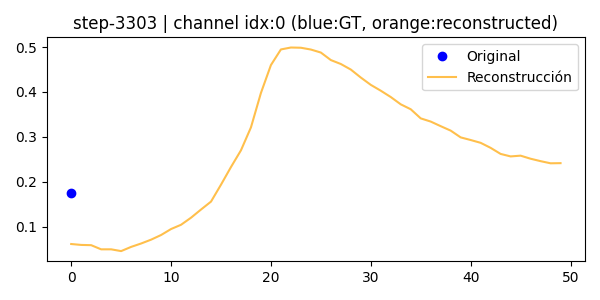 step-3303 | channel idx:0 (blue:GT, orange:reconstructed)
Original
Reconstrucción
0.5
0.4
0.3
0.2
0.1
0 10 20 30 40 50